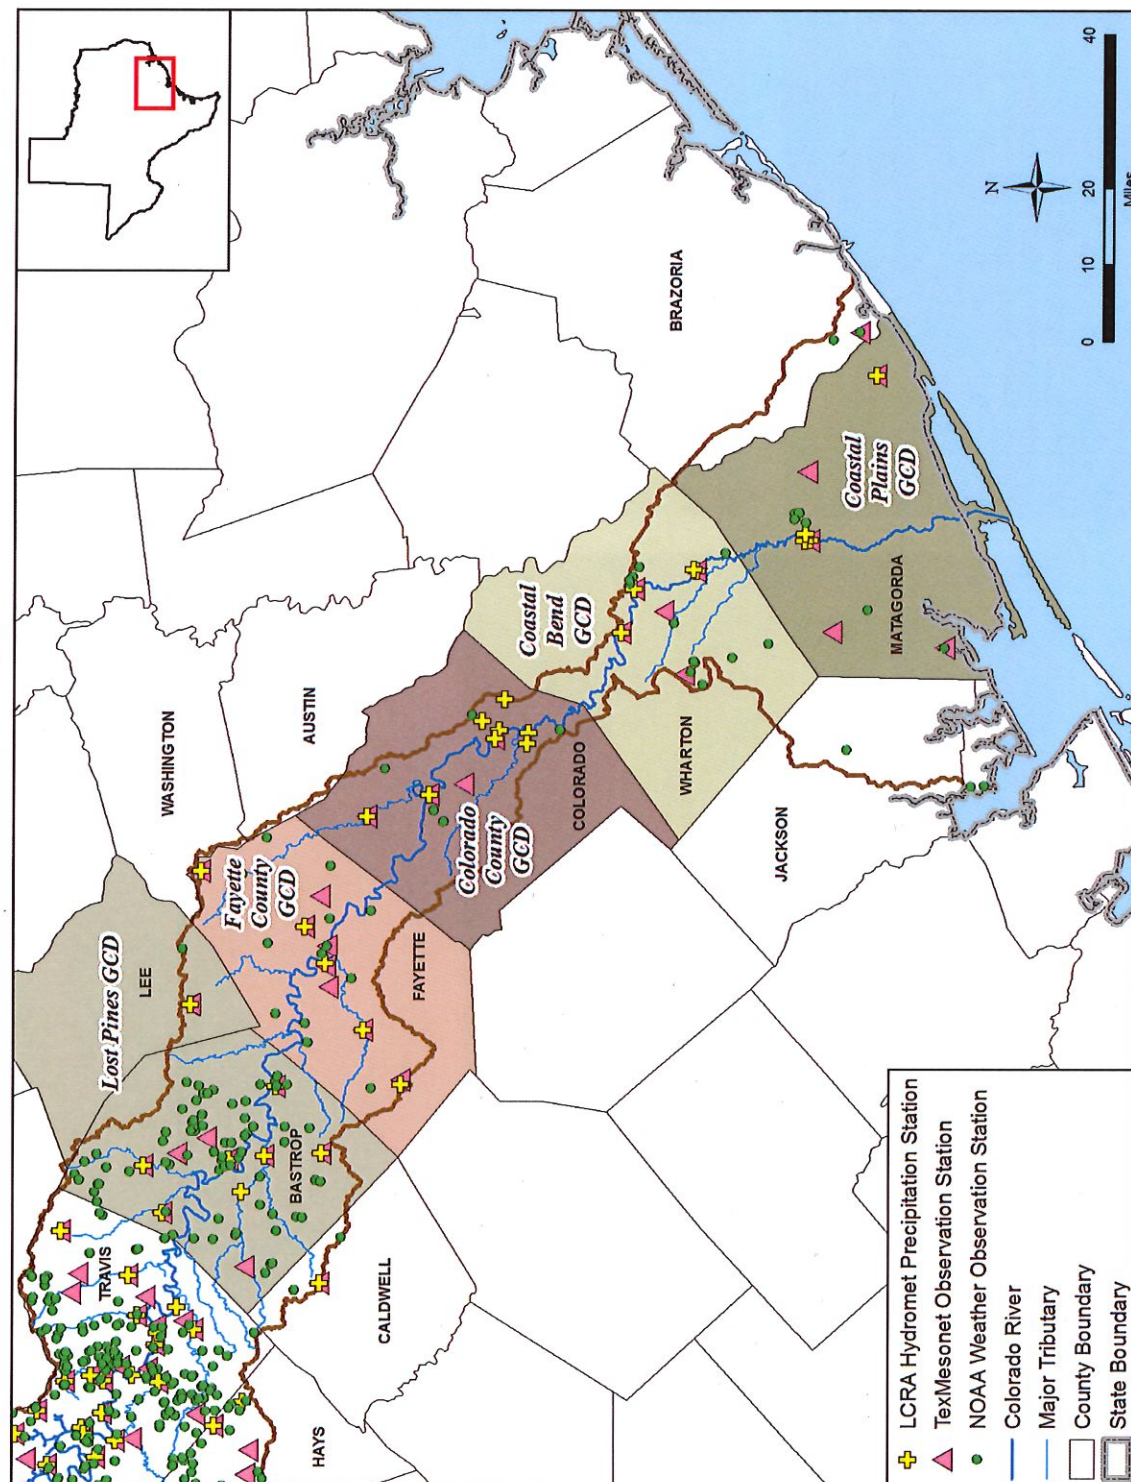 WASHINGTON
AUSTIN
Lost Pines GCD
LEE
Fayette
County
GCD
FAYETTE
Colorado
County
GCD
COLORADO
Coastal
Bend
GCD
WHARTON
BRAZORIA
Coastal
Plains
GCD
MATAGORDA
JACKSON
BASTROP
TRAVIS
CALDWELL
HAYS
N
0 10 20 40
Miles
LCRA Hydromet Precipitation Station
TexMesonet Observation Station
NOAA Weather Observation Station
Colorado River
Major Tributary
County Boundary
State Boundary